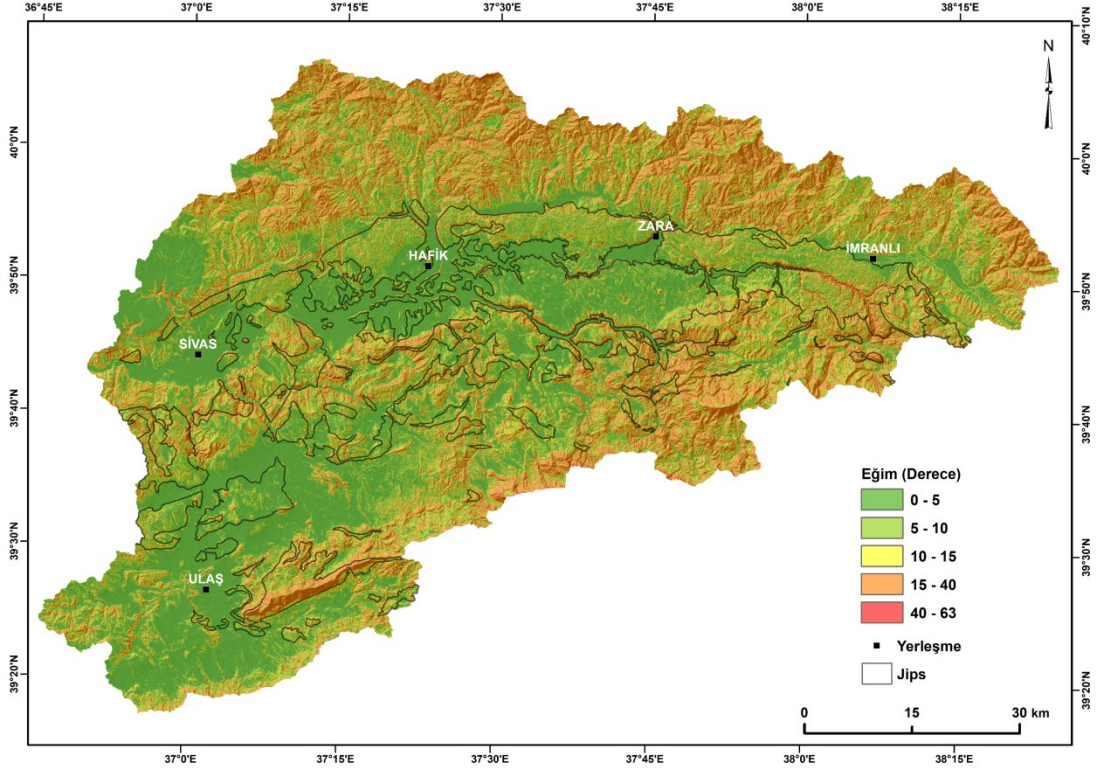 36°45'E 37°0'E 37°15'E 37°30'E 37°45'E 38°0'E 38°15'E
40°10'N
N
40°0'N
40°0'N
ZARA
İMRANLI
HAFİK
39°50'N
39°50'N
SİVAS
39°40'N
39°40'N
Eğim (Derece)
0 - 5
5 - 10
10 - 15
15 - 40
40 - 63
Yerleşme
Jips
39°30'N
39°30'N
ULAŞ
39°20'N
39°20'N
0 15 30 km
37°0'E 37°15'E 37°30'E 37°45'E 38°0'E 38°15'E